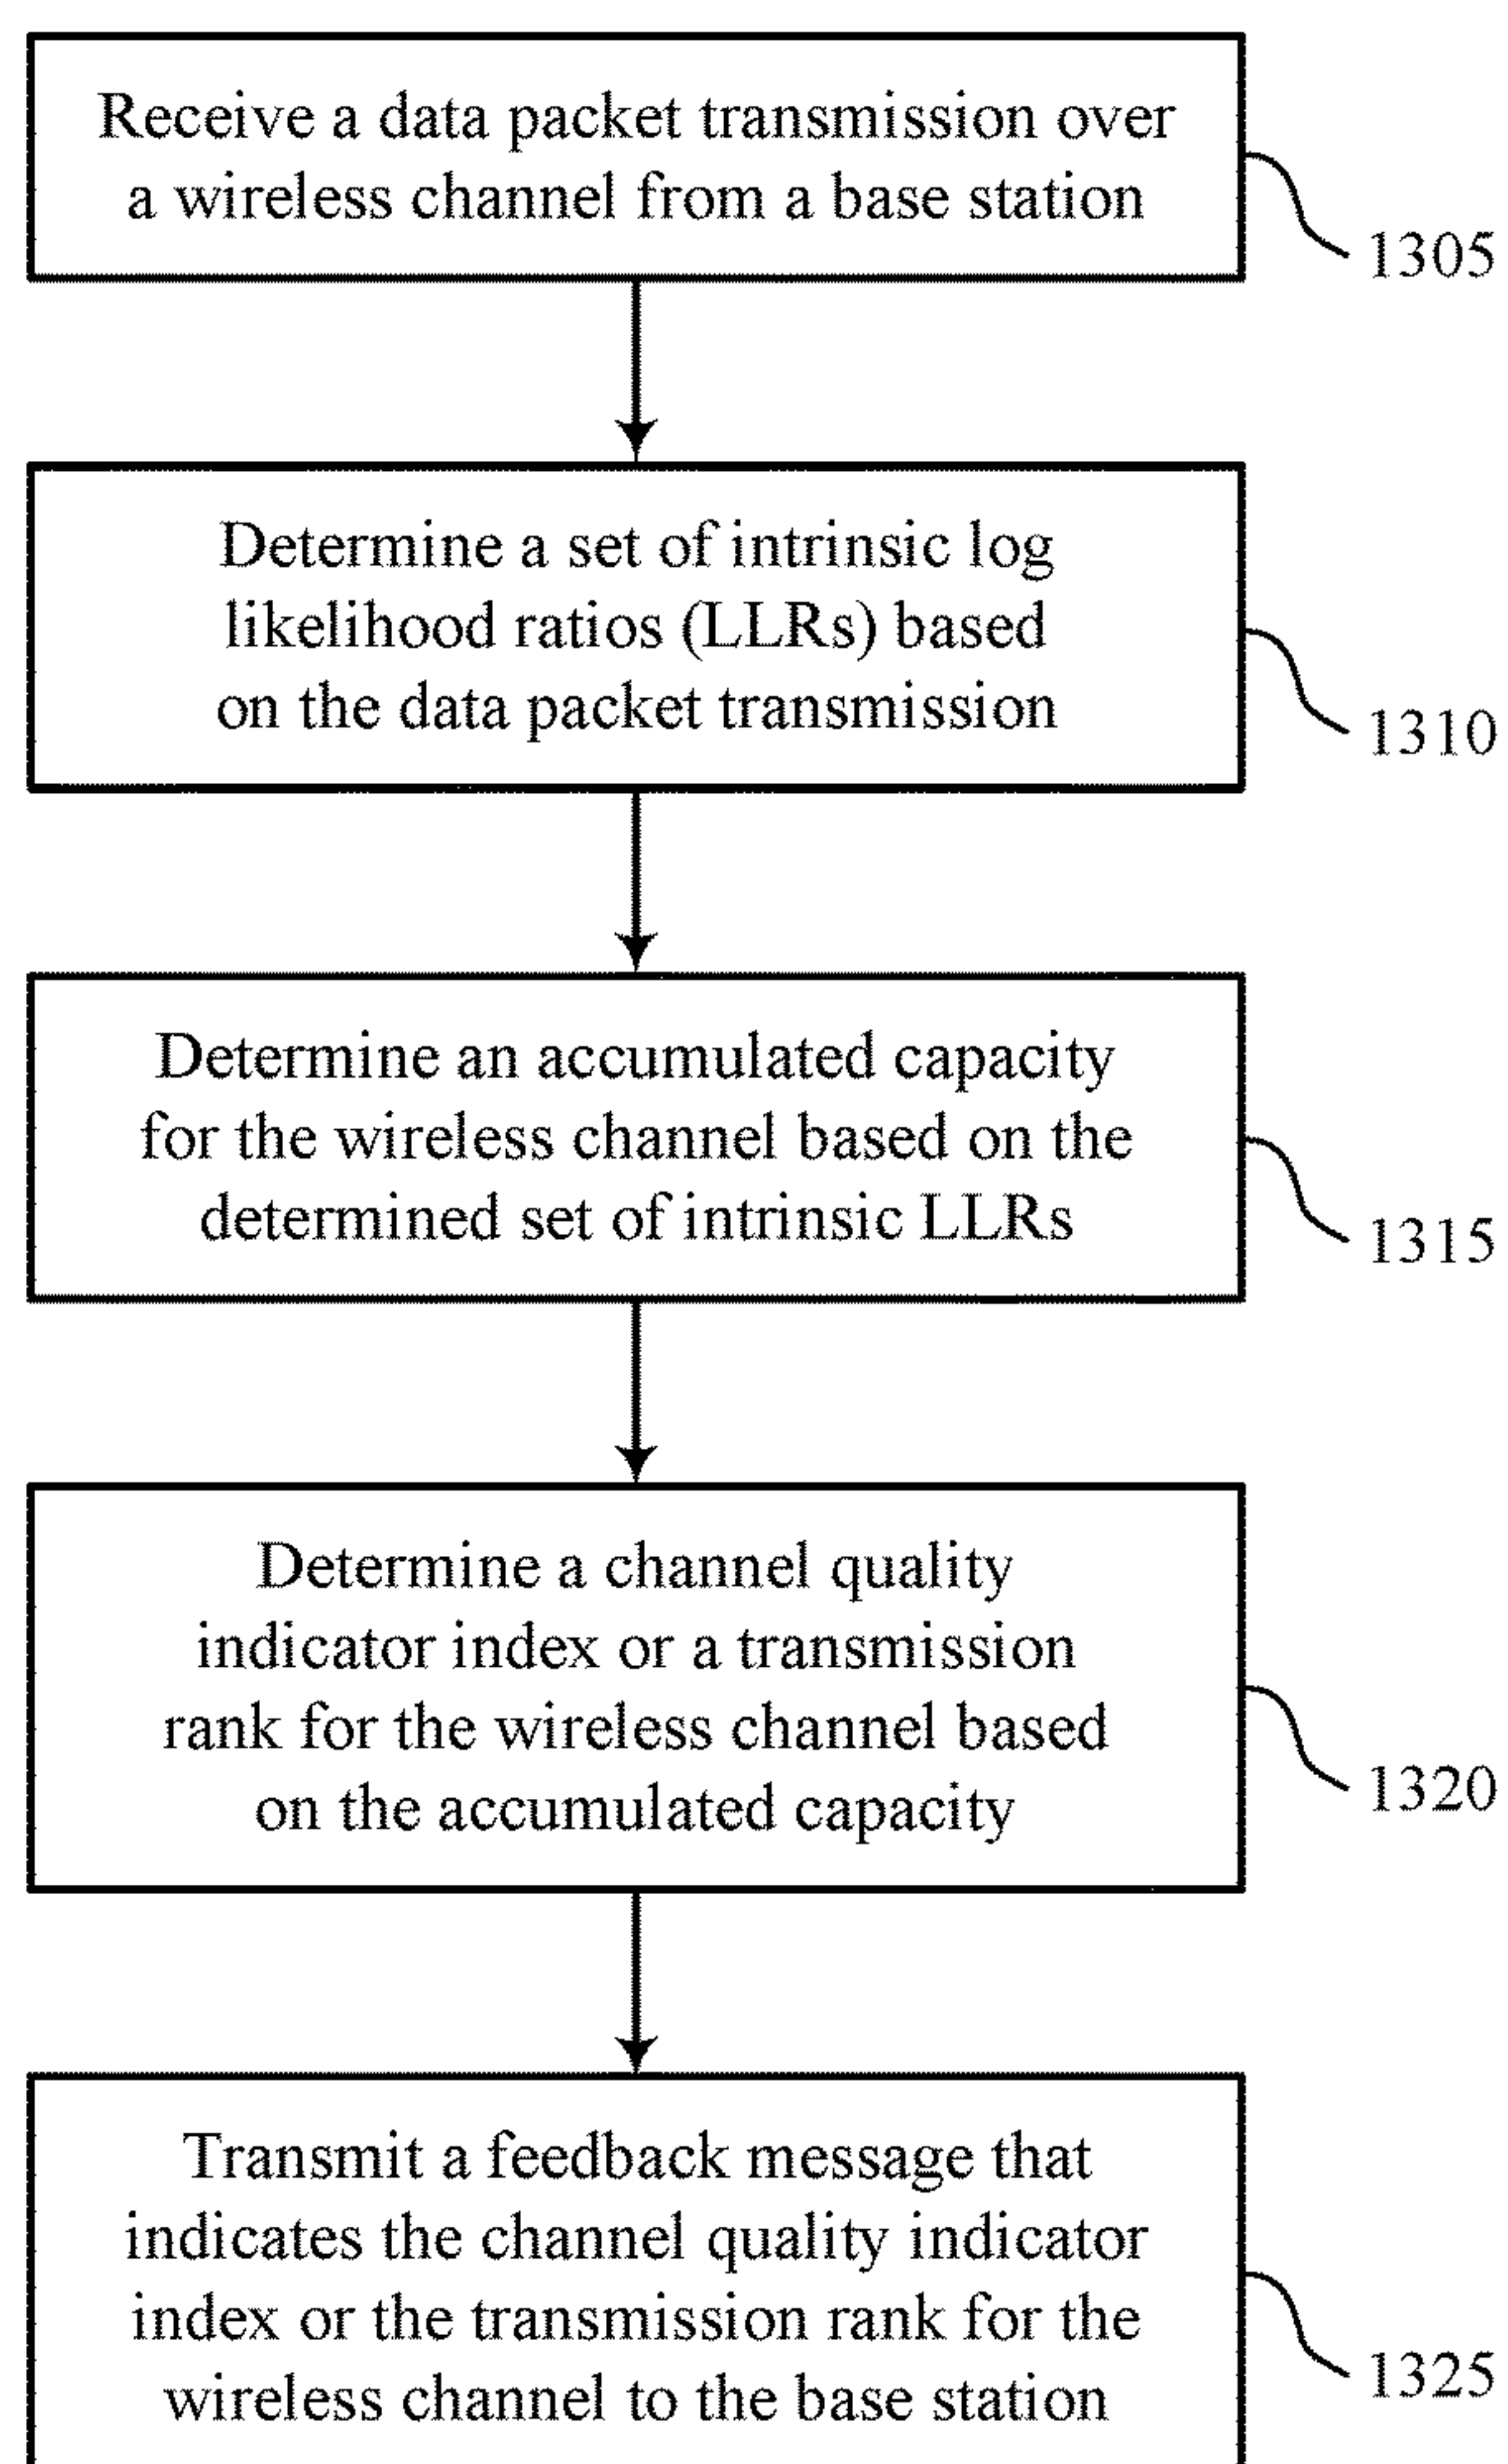 Receive a data packet transmission over
a wireless channel from a base station
1305
Determine a set of intrinsic log
likelihood ratios (LLRs) based
on the data packet transmission
1310
Determine an accumulated capacity
for the wireless channel based on the
determined set of intrinsic LLRs
1315
Determine a channel quality
indicator index or a transmission
rank for the wireless channel based
on the accumulated capacity
1320
Transmit a feedback message that
indicates the channel quality indicator
index or the transmission rank for the
wireless channel to the base station
1325